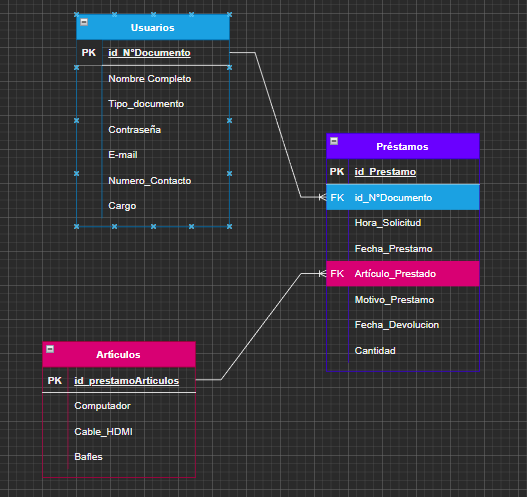 Usuarios
PK id_N°Documento
Nombre Completo
Tipo_documento
Contraseña
E-mail
Numero_Contacto
Cargo
Préstamos
PK id_Prestamo
FK id_N°Documento
Hora_Solicitud
Fecha_Prestamo
FK Artículo_Prestado
Motivo_Prestamo
Fecha_Devolucion
Cantidad
Articulos
PK id_prestamoArticulos
Computador
Cable_HDMI
Bafles